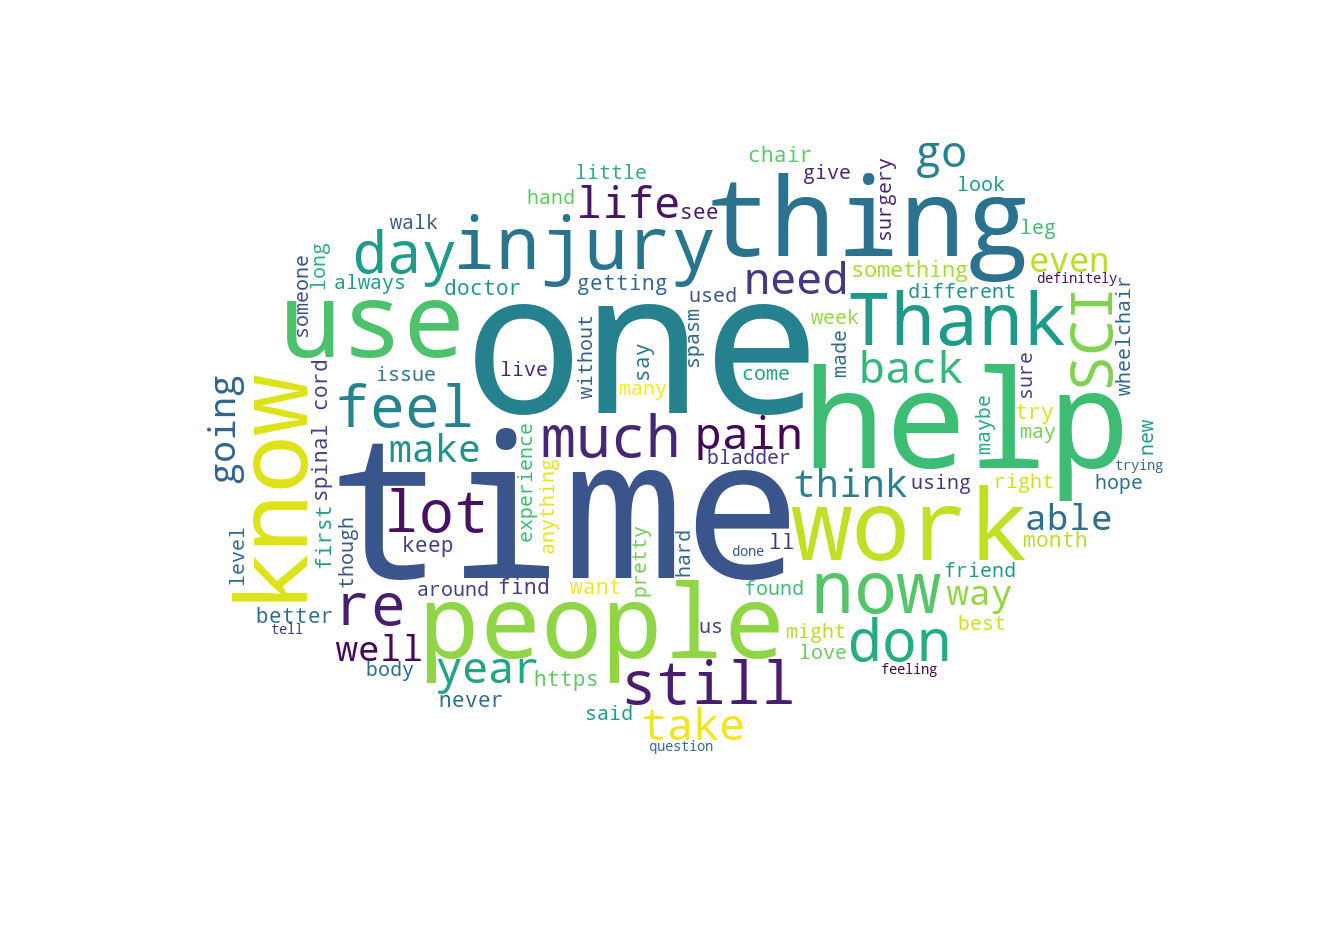 go
chair
little
give
look
thing
surgery
hand
life
see
walk
injury
leg
day
long
even
something
someone
always
doctor
getting
need
definitely
used
different
Thank
SCI
wheelchair
use
one
week
spasm
without
say
made
sure
back
issue
live
come
many
help
going
know
spinal cord
feel
much
pain
maybe
try
may
new
make
bladder
trying
experience
anything
think
using
right
hope
time
lot
work
able
first
level
though
keep
pretty
hard
done
ll
month
around
find
want
found
now
friend
way
better
re
people
us
might
best
tell
well
love
don
body
year
https
still
feeling
never
said
take
question